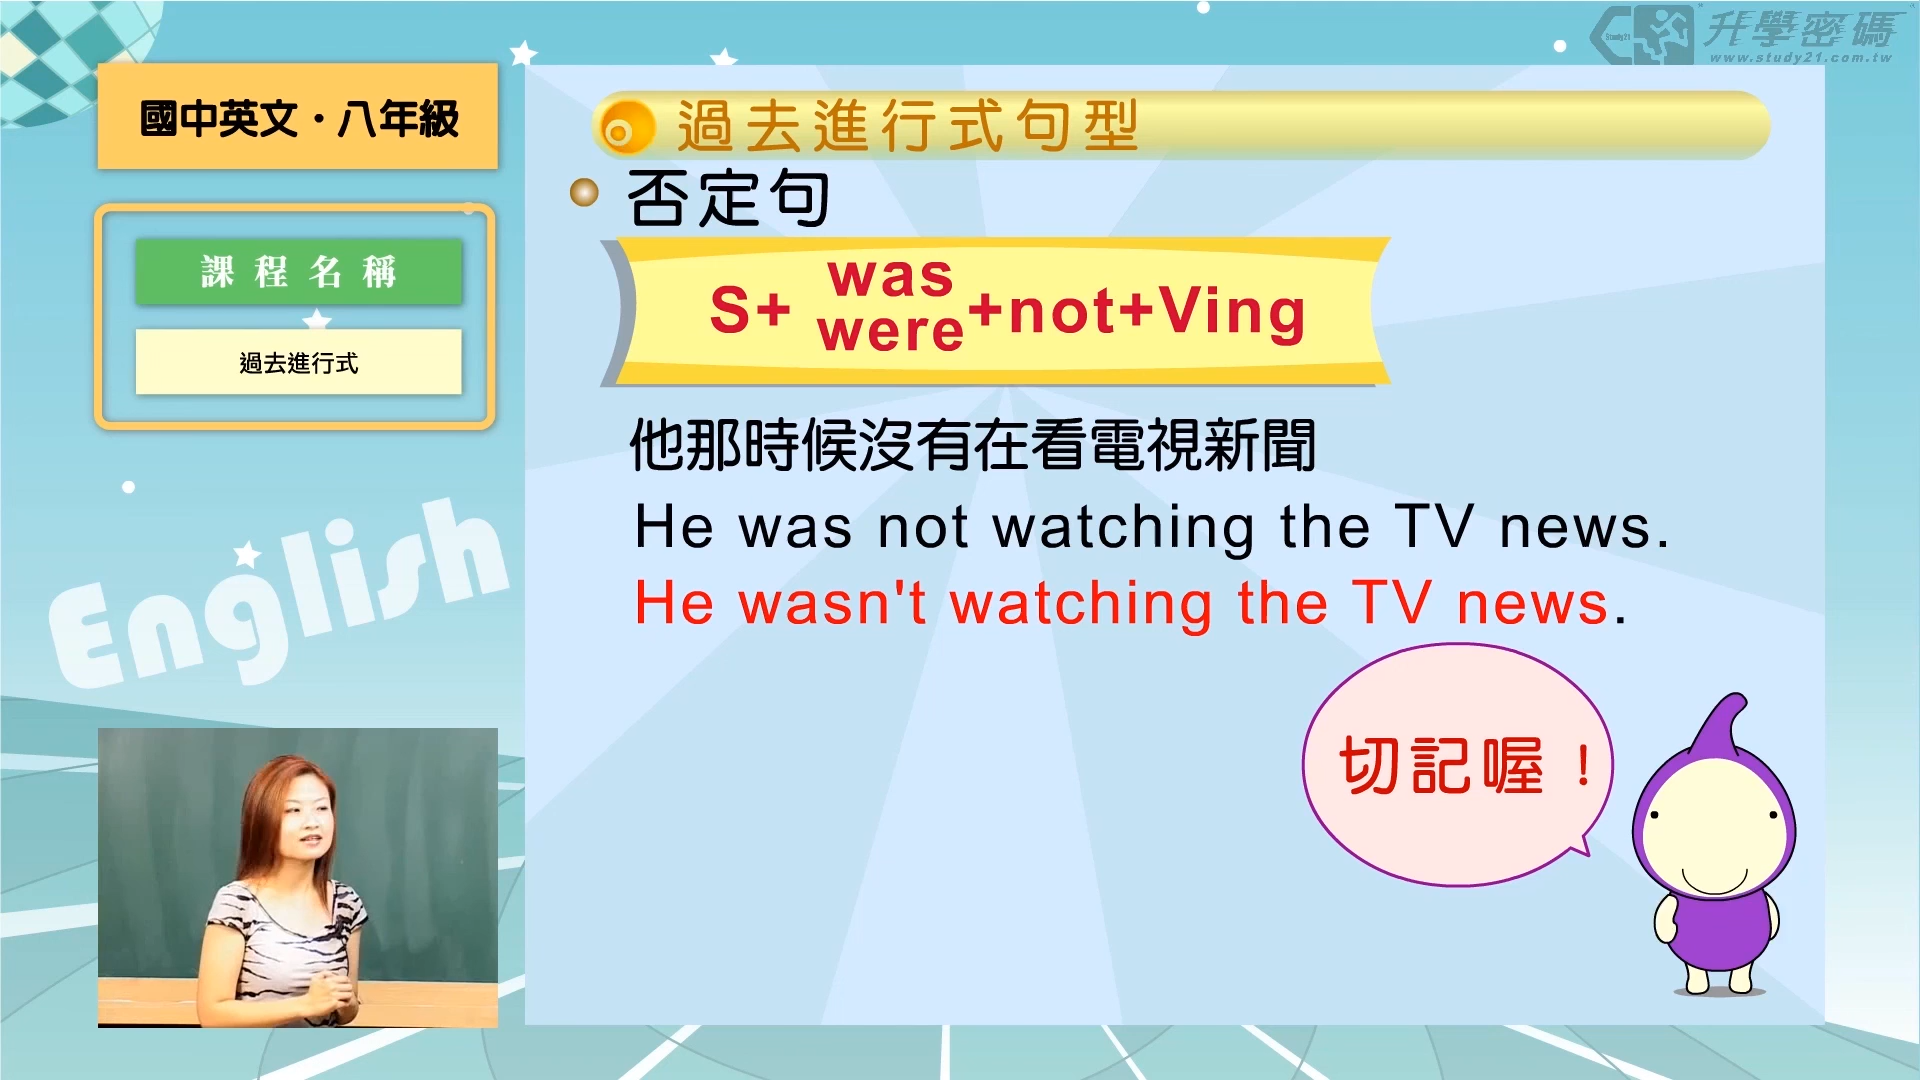 Study21
升學密碼
www.study21.com.tw
國中英文·八年級
課程名稱
過去進行式
English
過去進行式句型
否定句
S+ was
were +not+Ving
他那時候沒有在看電視新聞
He was not watching the TV news.
He wasn't watching the TV news.
切記喔！